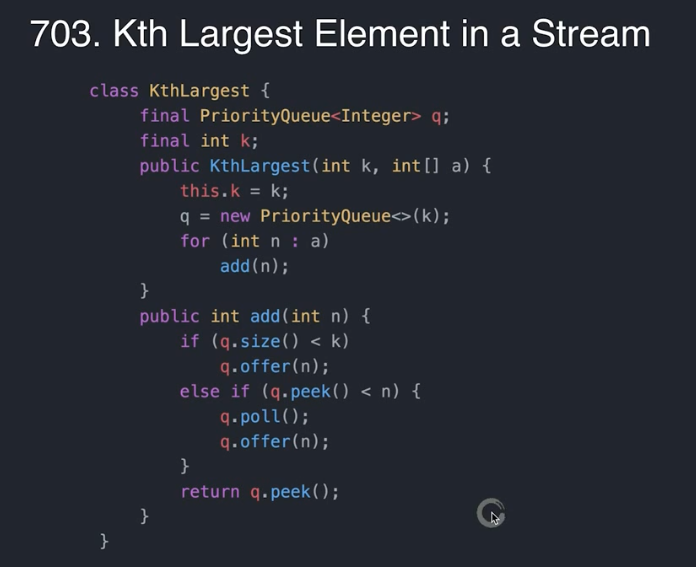 703. Kth Largest Element in a Stream
class KthLargest {
final PriorityQueue<Integer> q;
final int k;
public KthLargest(int k, int[] a) {
this.k = k;
q = new PriorityQueue<>(k);
for (int n : a)
add(n);
}
public int add(int n) {
if (q.size() < k)
q.offer(n);
else if (q.peek() < n) {
q.poll();
q.offer(n);
}
return q.peek();
}
}